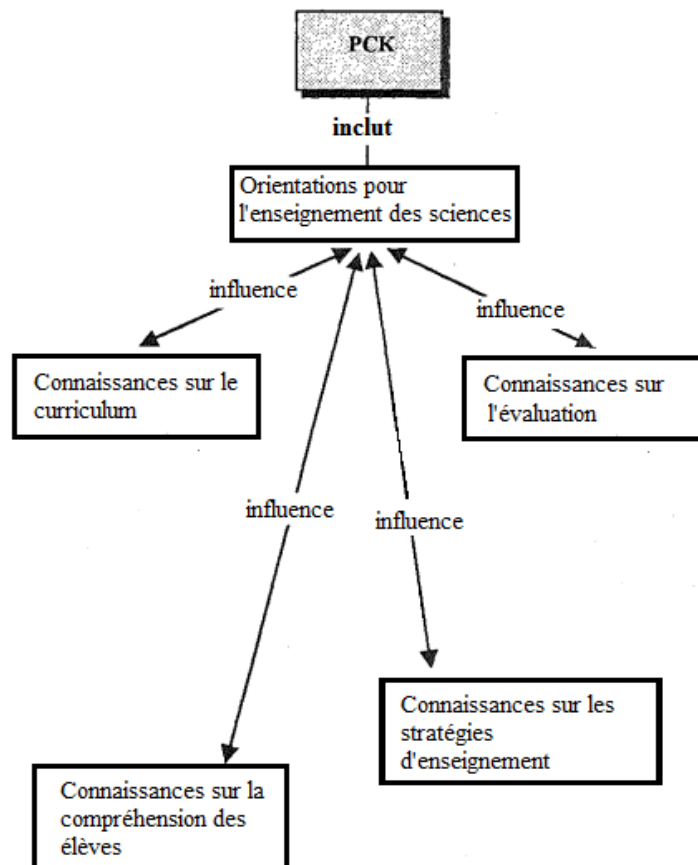 PCK
inclut
Orientations pour
l'enseignement des sciences
influence
influence
Connaissances sur le
curriculum
Connaissances sur
l'évaluation
influence
influence
Connaissances sur les
stratégies
d'enseignement
Connaissances sur la
compréhension des
élèves